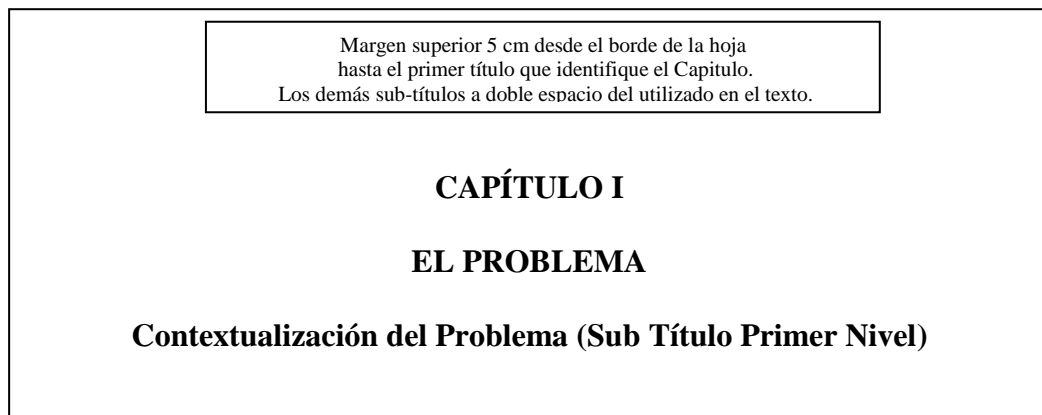 Margen superior 5 cm desde el borde de la hoja
hasta el primer título que identifique el Capitulo.
Los demás sub-títulos a doble espacio del utilizado en el texto.
CAPÍTULO I
EL PROBLEMA
Contextualización del Problema (Sub Título Primer Nivel)